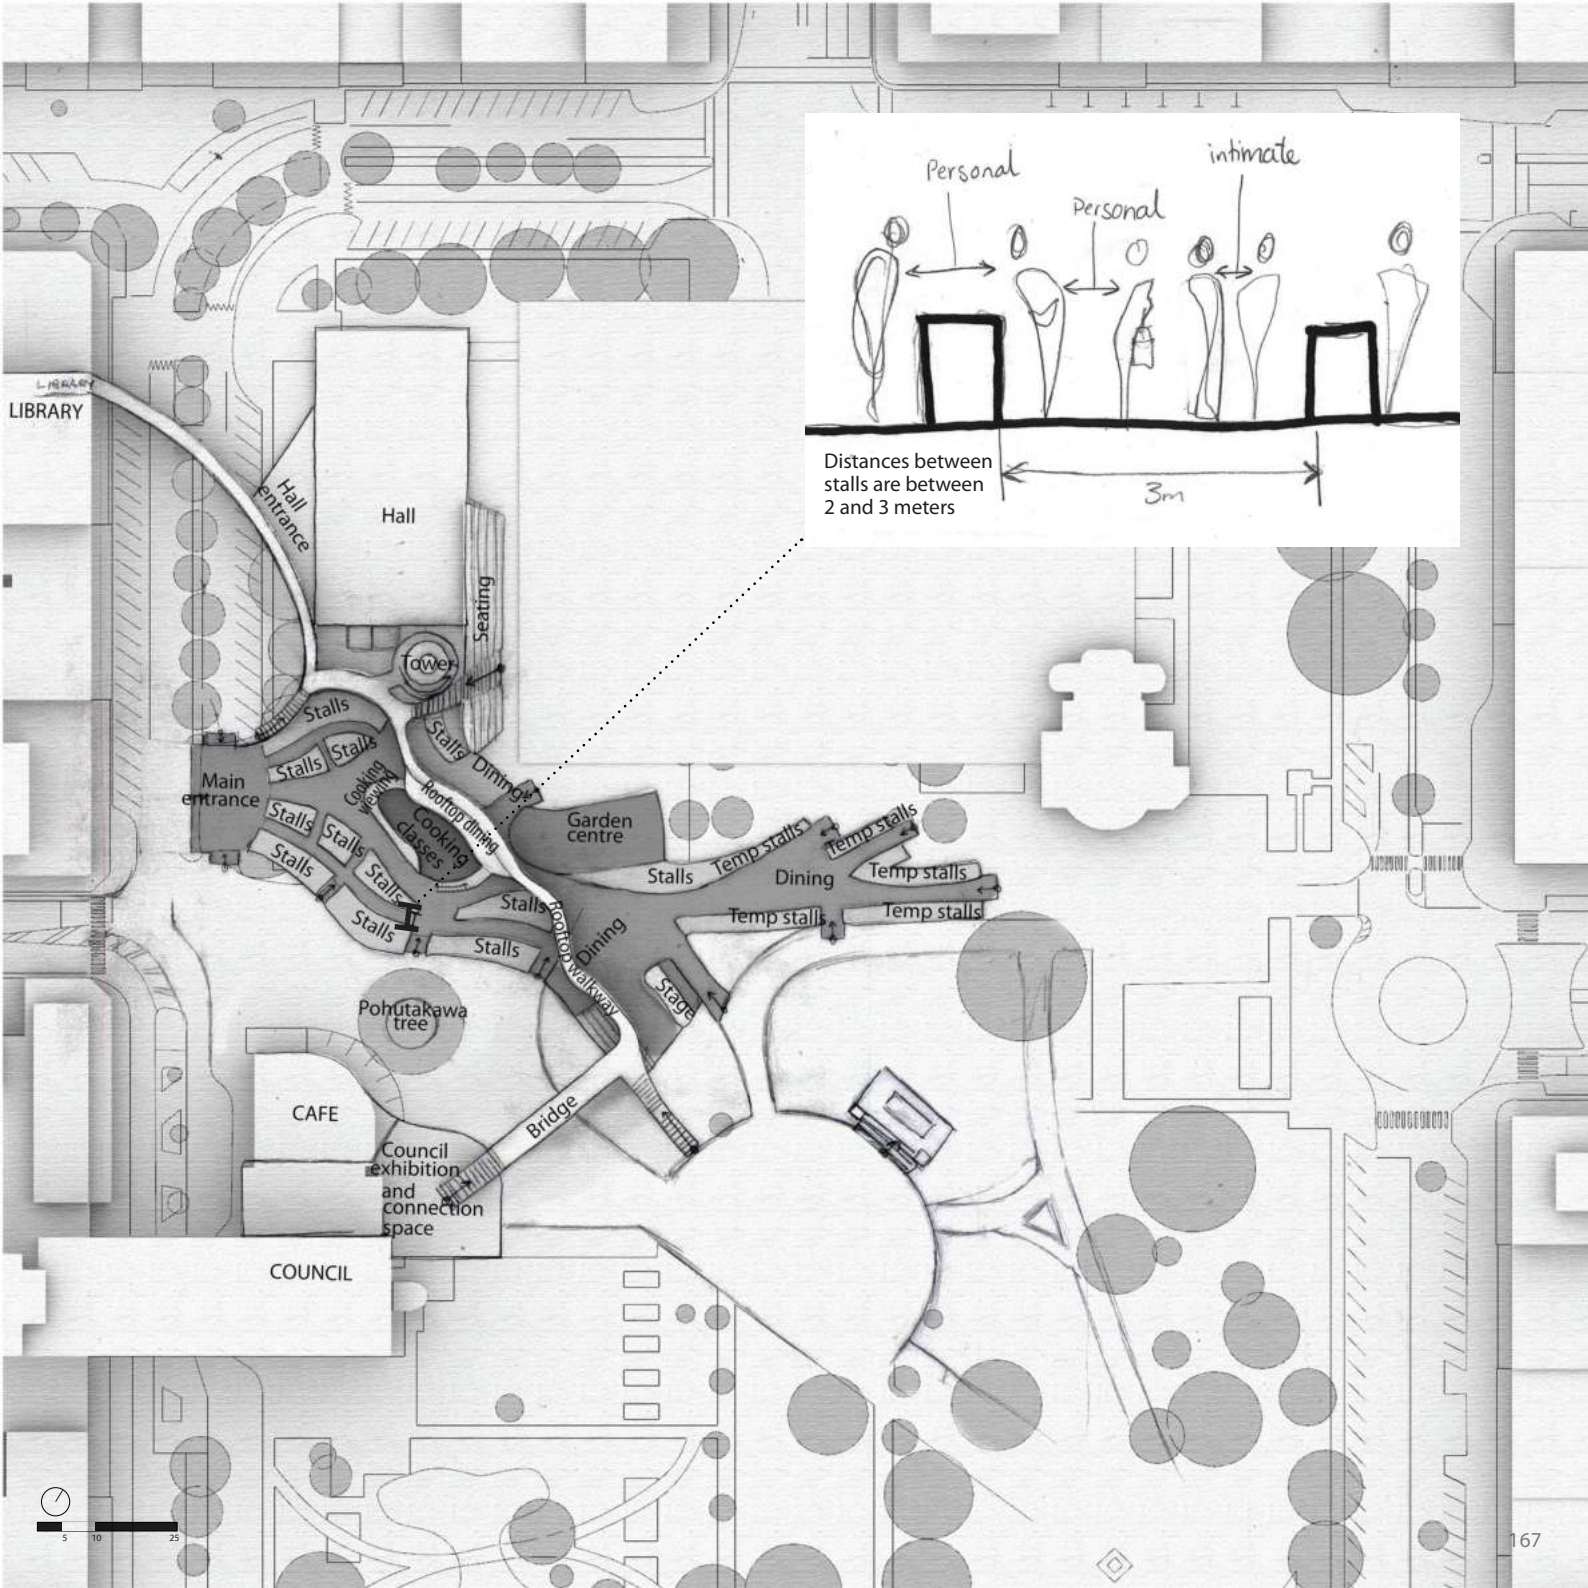 Personal
intimate
Personal
3m
Distances between
stalls are between
2 and 3 meters
LIBRARY
LIBRARY
Hall
entrance
Hall
Seating
Tower
Stalls
Stalls
Stalls
Stalls
Dining
Main
entrance
Cooking
viewing
Rooftop dining
Cooking
classes
Garden
centre
Stalls
Stalls
Stalls
Stalls
Stalls
Stalls
Stalls
Stalls
Temp stalls
Temp stalls
Dining
Temp stalls
Temp stalls
Temp stalls
Rooftop walkway
Dining
Stage
Pohutakawa
tree
CAFE
Bridge
Council
exhibition
and
connection
space
COUNCIL
5 10 25
167